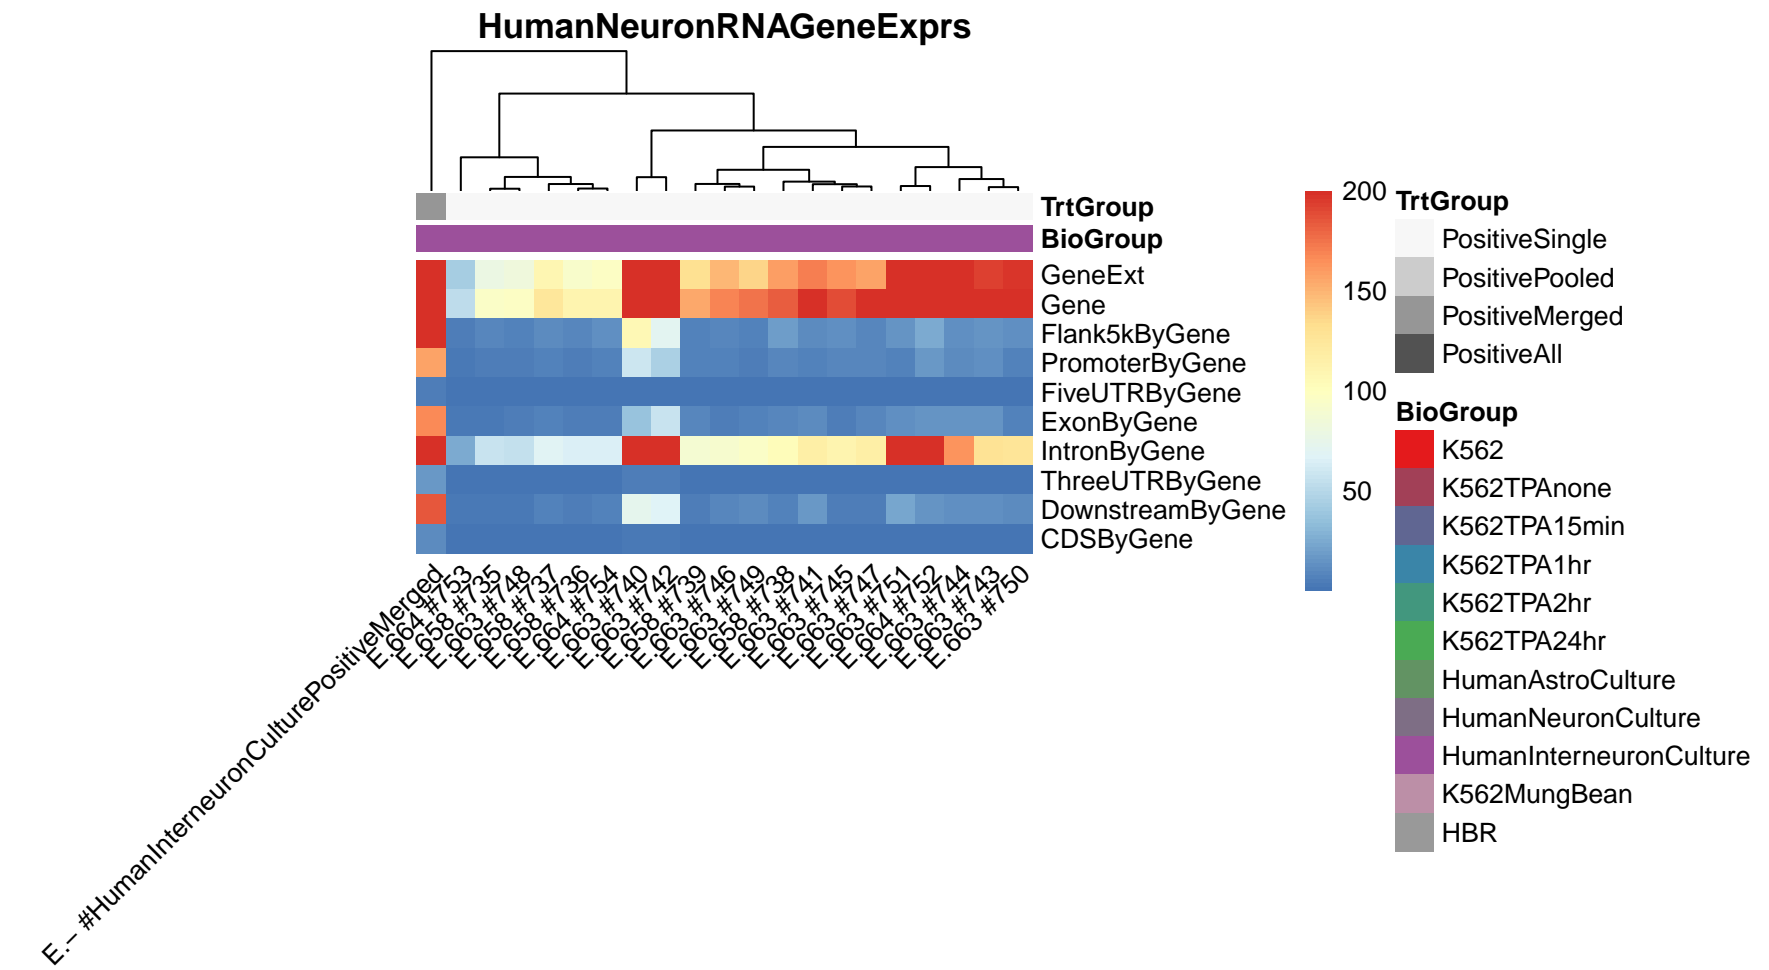 HumanNeuronRNAGeneExprs
TrtGroup
BioGroup
GeneExt
Gene
Flank5kByGene
PromoterByGene
FiveUTRByGene
ExonByGene
IntronByGene
ThreeUTRByGene
DownstreamByGene
CDSByGene
E.− #HumanInterneuronCulturePositiveMerged
E.664 #753
E.658 #735
E.663 #748
E.658 #737
E.658 #736
E.664 #754
E.663 #740
E.663 #742
E.658 #739
E.663 #746
E.663 #749
E.658 #738
E.663 #741
E.663 #745
E.663 #747
E.663 #751
E.664 #752
E.663 #744
E.663 #743
E.663 #750
200
150
100
50
TrtGroup
PositiveSingle
PositivePooled
PositiveMerged
PositiveAll
BioGroup
K562
K562TPAnone
K562TPA15min
K562TPA1hr
K562TPA2hr
K562TPA24hr
HumanAstroCulture
HumanNeuronCulture
HumanInterneuronCulture
K562MungBean
HBR